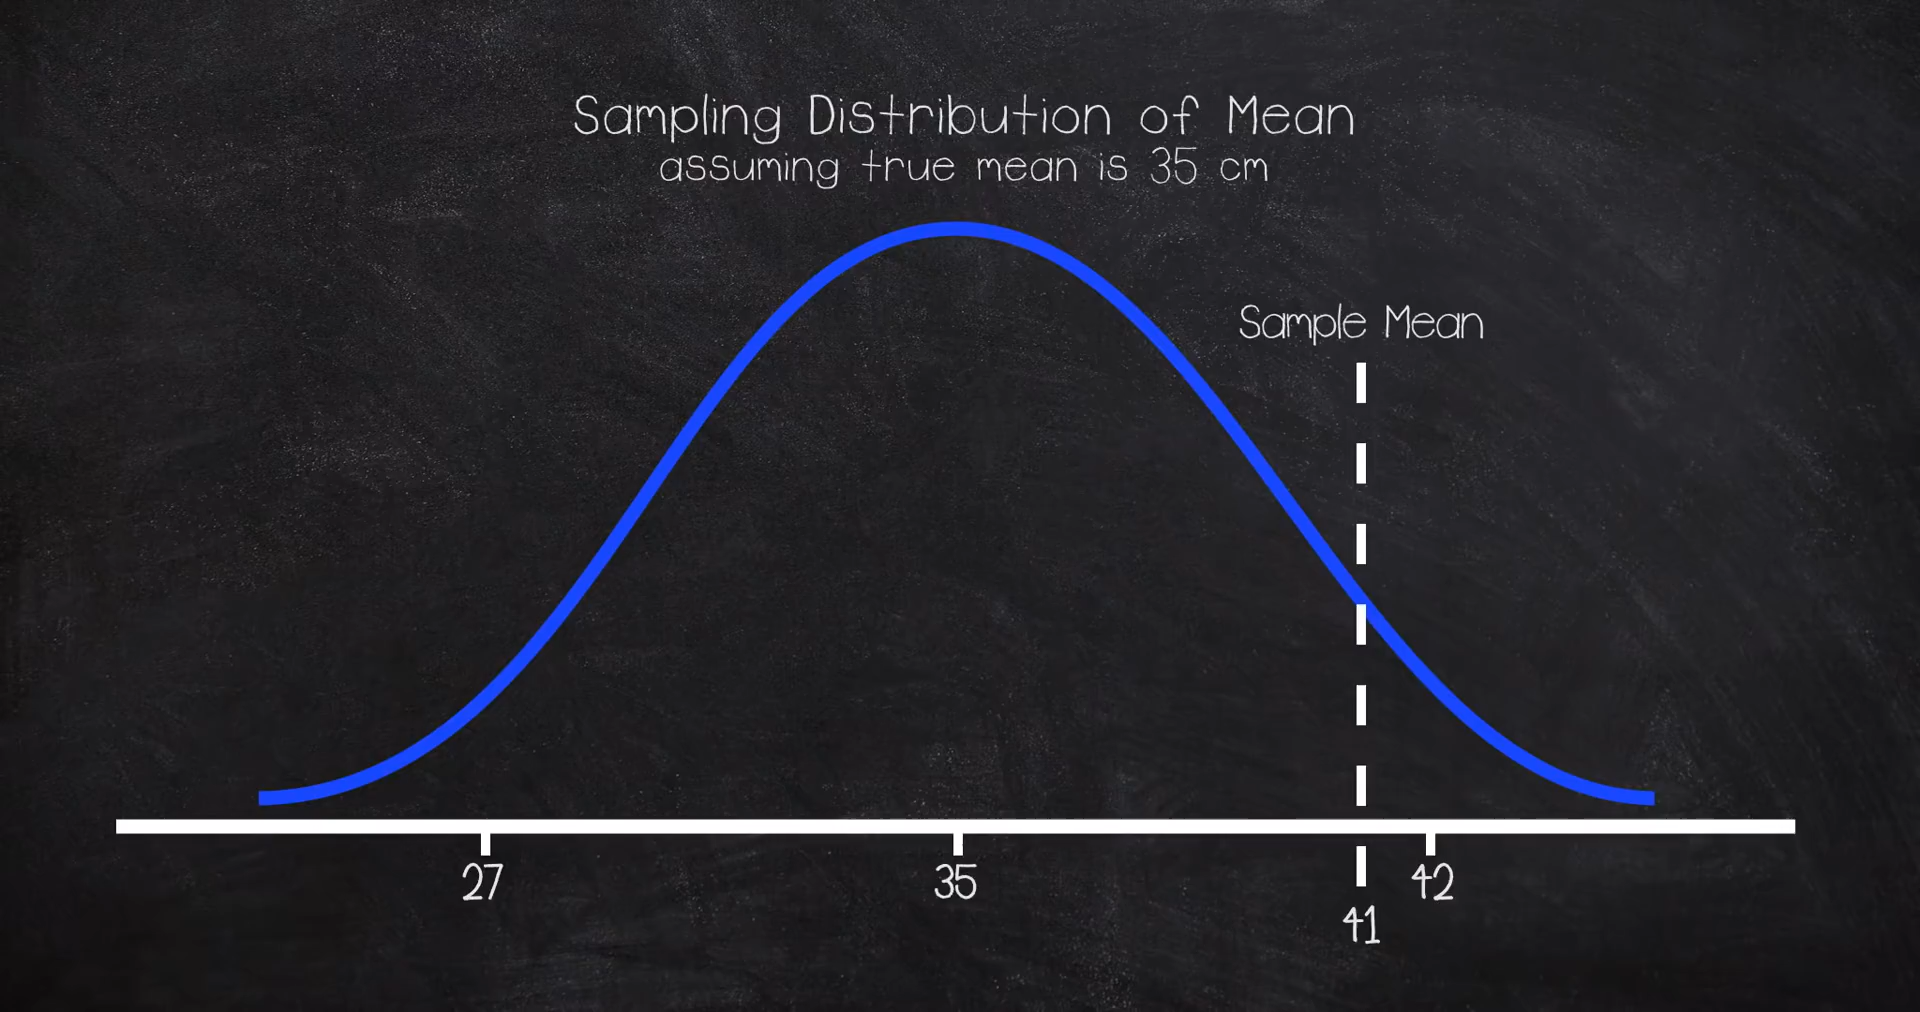 Sampling Distribution of Mean
assuming true mean is 35 cm
Sample Mean
27 35 42
41